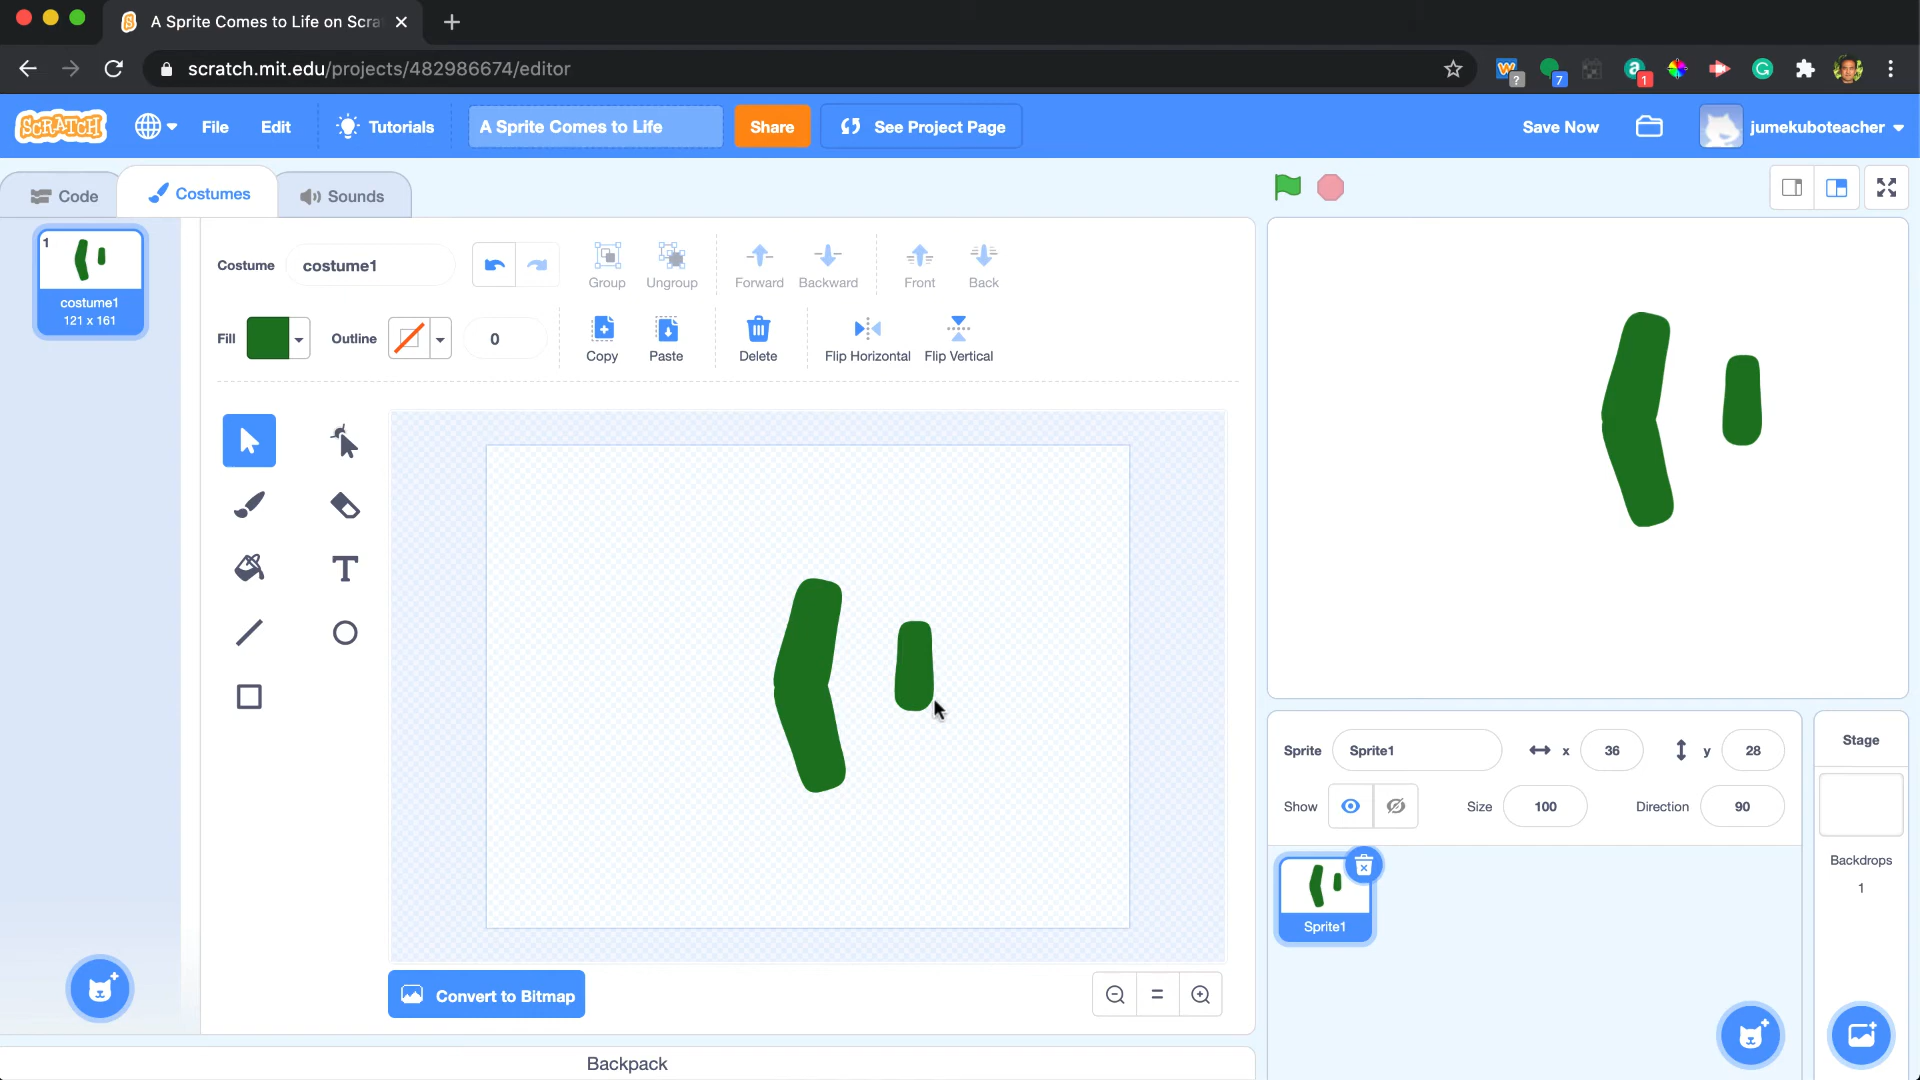 A Sprite Comes to Life on Scra
scratch.mit.edu/projects/482986674/editor
? 7 1
SCRATCH File Edit Tutorials A Sprite Comes to Life Share See Project Page Save Now jumekuboteacher
Code Costumes Sounds
1
costume1
121 x 161
Costume costume1 Group Ungroup Forward Backward Front Back
Fill Outline 0 Copy Paste Delete Flip Horizontal Flip Vertical
T
Convert to Bitmap
Backpack
Sprite Sprite1 x 36 y 28
Show Size 100 Direction 90
Sprite1
Stage
Backdrops
1